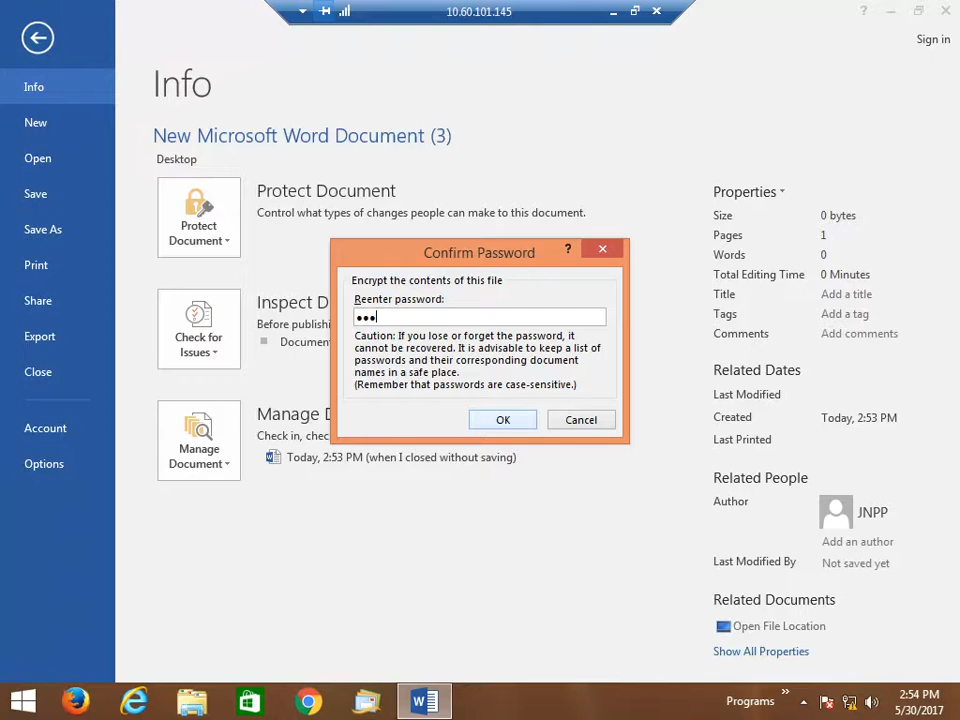 10.60.101.145
Sign in
Info
New
Open
Save
Save As
Print
Share
Export
Close
Account
Options
Info
New Microsoft Word Document (3)
Desktop
Protect
Document
Protect Document
Control what types of changes people can make to this document.
Check for
Issues
Inspect D
Before publishi
Document
Manage
Document
Manage D
Check in, chec
Today, 2:53 PM (when I closed without saving)
Confirm Password
?
Encrypt the contents of this file
Reenter password:
•••
Caution: If you lose or forget the password, it
cannot be recovered. It is advisable to keep a list of
passwords and their corresponding document
names in a safe place.
(Remember that passwords are case-sensitive.)
OK
Cancel
Properties
Size 0 bytes
Pages 1
Words 0
Total Editing Time 0 Minutes
Title Add a title
Tags Add a tag
Comments Add comments
Related Dates
Last Modified
Created Today, 2:53 PM
Last Printed
Related People
Author JNPP
Add an author
Last Modified By Not saved yet
Related Documents
Open File Location
Show All Properties
Programs
2:54 PM
5/30/2017